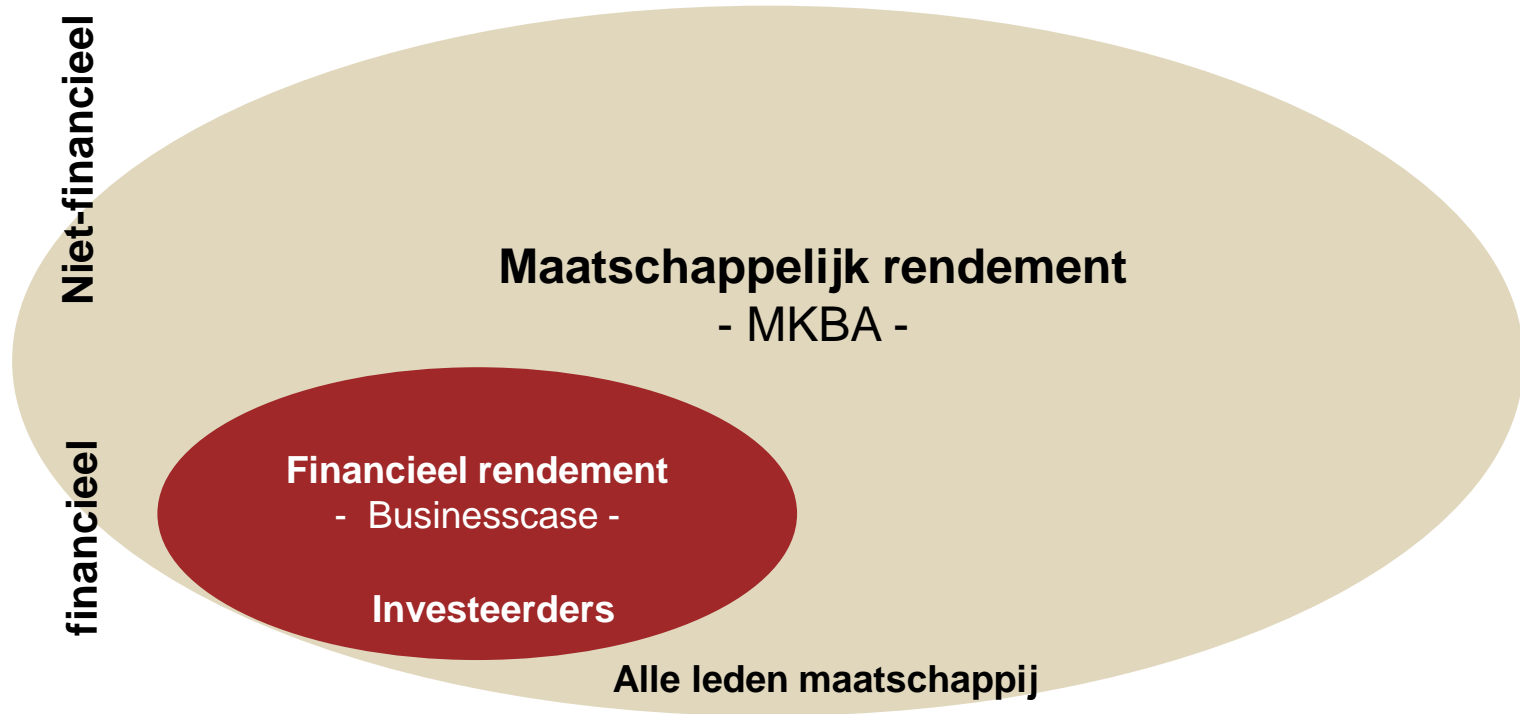 Niet-financieel
Maatschappelijk rendement
- MKBA -
financieel
Financieel rendement
- Businesscase -
Investeerders
Alle leden maatschappij